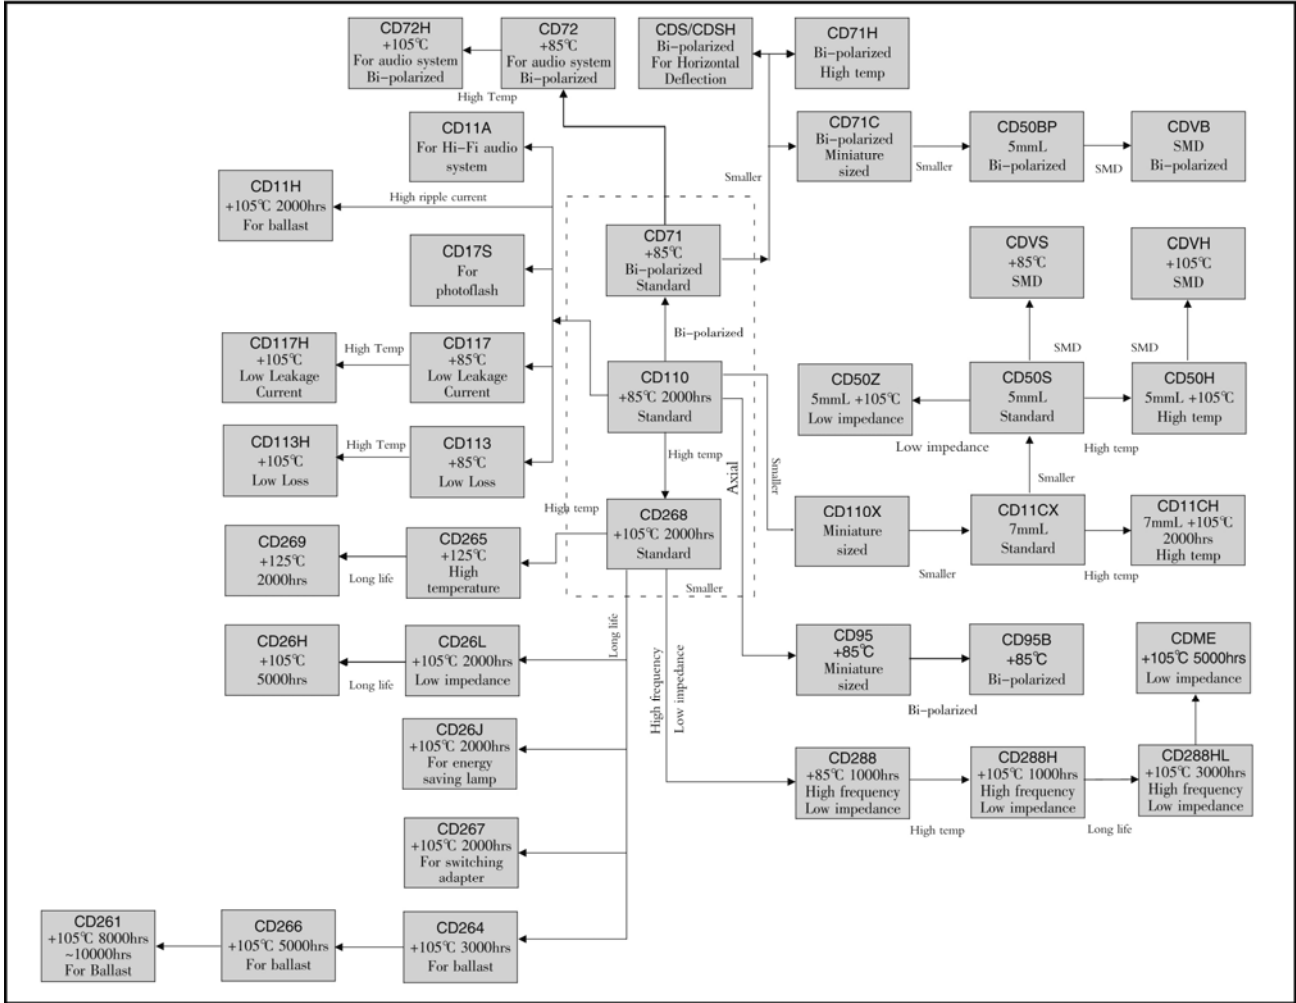 CD72H
+105℃
For audio system
Bi-polarized
CD72
+85℃
For audio system
Bi-polarized
High Temp
CDS/CDSH
Bi-polarized
For Horizontal
Deflection
CD71H
Bi-polarized
High temp
CD11A
For Hi-Fi audio
system
CD71C
Bi-polarized
Miniature
sized
Smaller
CD50BP
5mmL
Bi-polarized
SMD
CDVB
SMD
Bi-polarized
Smaller
CD11H
+105℃ 2000hrs
For ballast
High ripple current
CD17S
For
photoflash
CD71
+85℃
Bi-polarized
Standard
CDVS
+85℃
SMD
CDVH
+105℃
SMD
Bi-polarized
CD117H
+105℃
Low Leakage
Current
High Temp
CD117
+85℃
Low Leakage
Current
CD110
+85℃ 2000hrs
Standard
SMD
SMD
CD50Z
5mmL +105℃
Low impedance
CD50S
5mmL
Standard
CD50H
5mmL +105℃
High temp
Low impedance
High temp
CD113H
+105℃
Low Loss
High Temp
CD113
+85℃
Low Loss
High temp
Axial
Smaller
Smaller
High temp
CD268
+105℃ 2000hrs
Standard
CD110X
Miniature
sized
Smaller
CD11CX
7mmL
Standard
High temp
CD11CH
7mmL +105℃
2000hrs
High temp
CD269
+125℃
2000hrs
Long life
CD265
+125℃
High
temperature
Smaller
CD26H
+105℃
5000hrs
Long life
CD26L
+105℃ 2000hrs
Low impedance
Long life
High frequency
Low impedance
CD95
+85℃
Miniature
sized
Bi-polarized
CD95B
+85℃
Bi-polarized
CDME
+105℃ 5000hrs
Low impedance
CD26J
+105℃ 2000hrs
For energy
saving lamp
CD288
+85℃ 1000hrs
High frequency
Low impedance
High temp
CD288H
+105℃ 1000hrs
High frequency
Low impedance
Long life
CD288HL
+105℃ 3000hrs
High frequency
Low impedance
CD267
+105℃ 2000hrs
For switching
adapter
CD261
+105℃ 8000hrs
~10000hrs
For Ballast
CD266
+105℃ 5000hrs
For ballast
CD264
+105℃ 3000hrs
For ballast